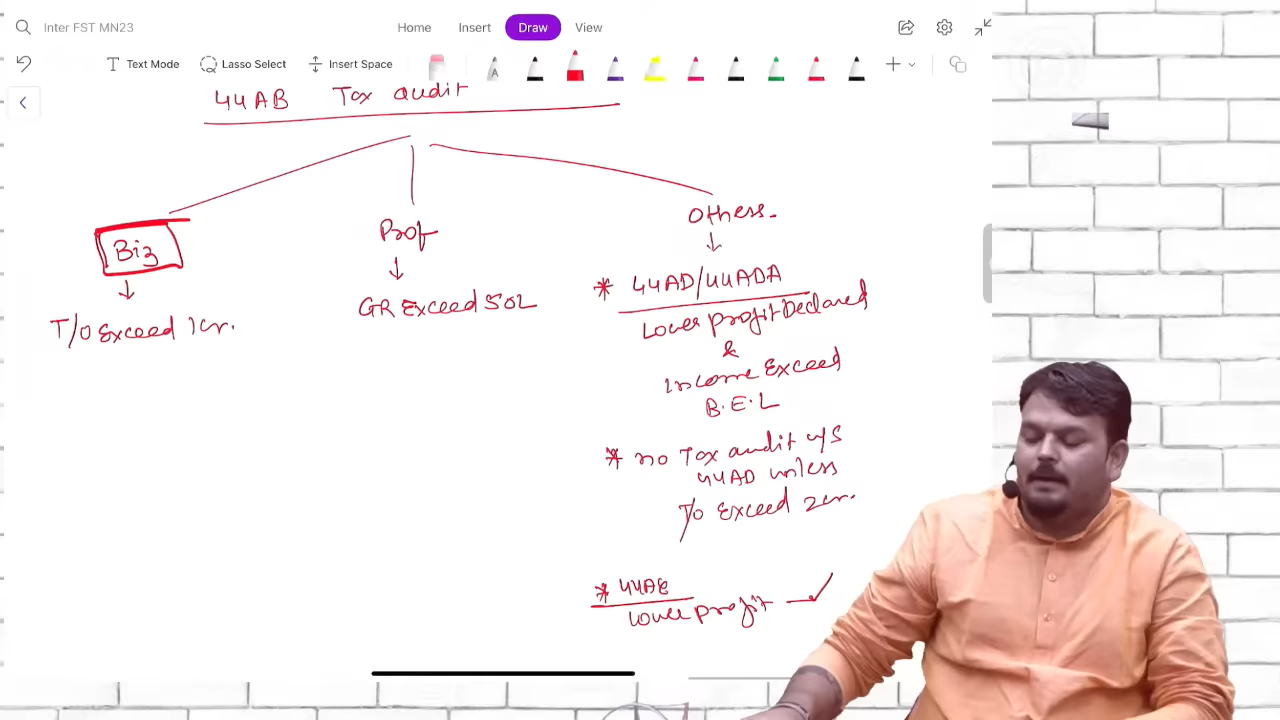 Inter FST MN23
Home Insert Draw View
Text Mode Lasso Select Insert Space
A
44AB Tax audit
Biz
T/o Exceed 1cr.
Prof
GR Exceed 50L
Others-
* 44AD/44ADA
Lower Profit Declared
&
Income Exceed
B.E.L
* no Tax audit u/s
44AD unless
T/o Exceed 2cr.
* 44AE
Lower Profit